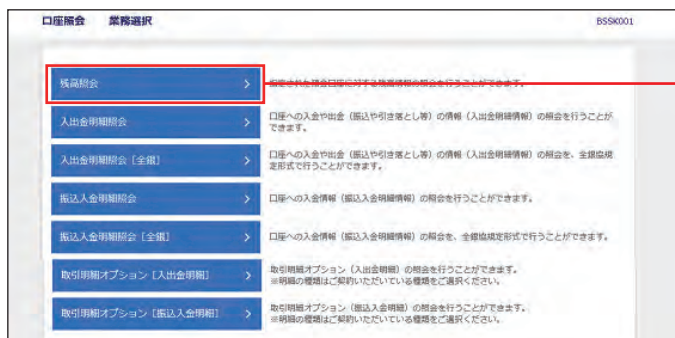 口座照会 業務選択 BSSK001
残高照会 >
指定された預金口座に対する残高情報の照会を行うことができます。
入出金明細照会 >
口座への入金や出金（振込や引き落とし等）の情報（入出金明細情報）の照会を行うことが
できます。
入出金明細照会［全銀］ >
口座への入金や出金（振込や引き落とし等）の情報（入出金明細情報）の照会を、全銀協規
定形式で行うことができます。
振込入金明細照会 >
口座への入金情報（振込入金明細情報）の照会を行うことができます。
振込入金明細照会［全銀］ >
口座への入金情報（振込入金明細情報）の照会を、全銀協規定形式で行うことができます。
取引明細オプション［入出金明細］ >
取引明細オプション（入出金明細）の照会を行うことができます。
※明細の種類はご契約いただいている種類をご選択ください。
取引明細オプション［振込入金明細］ >
取引明細オプション（振込入金明細）の照会を行うことができます。
※明細の種類はご契約いただいている種類をご選択ください。